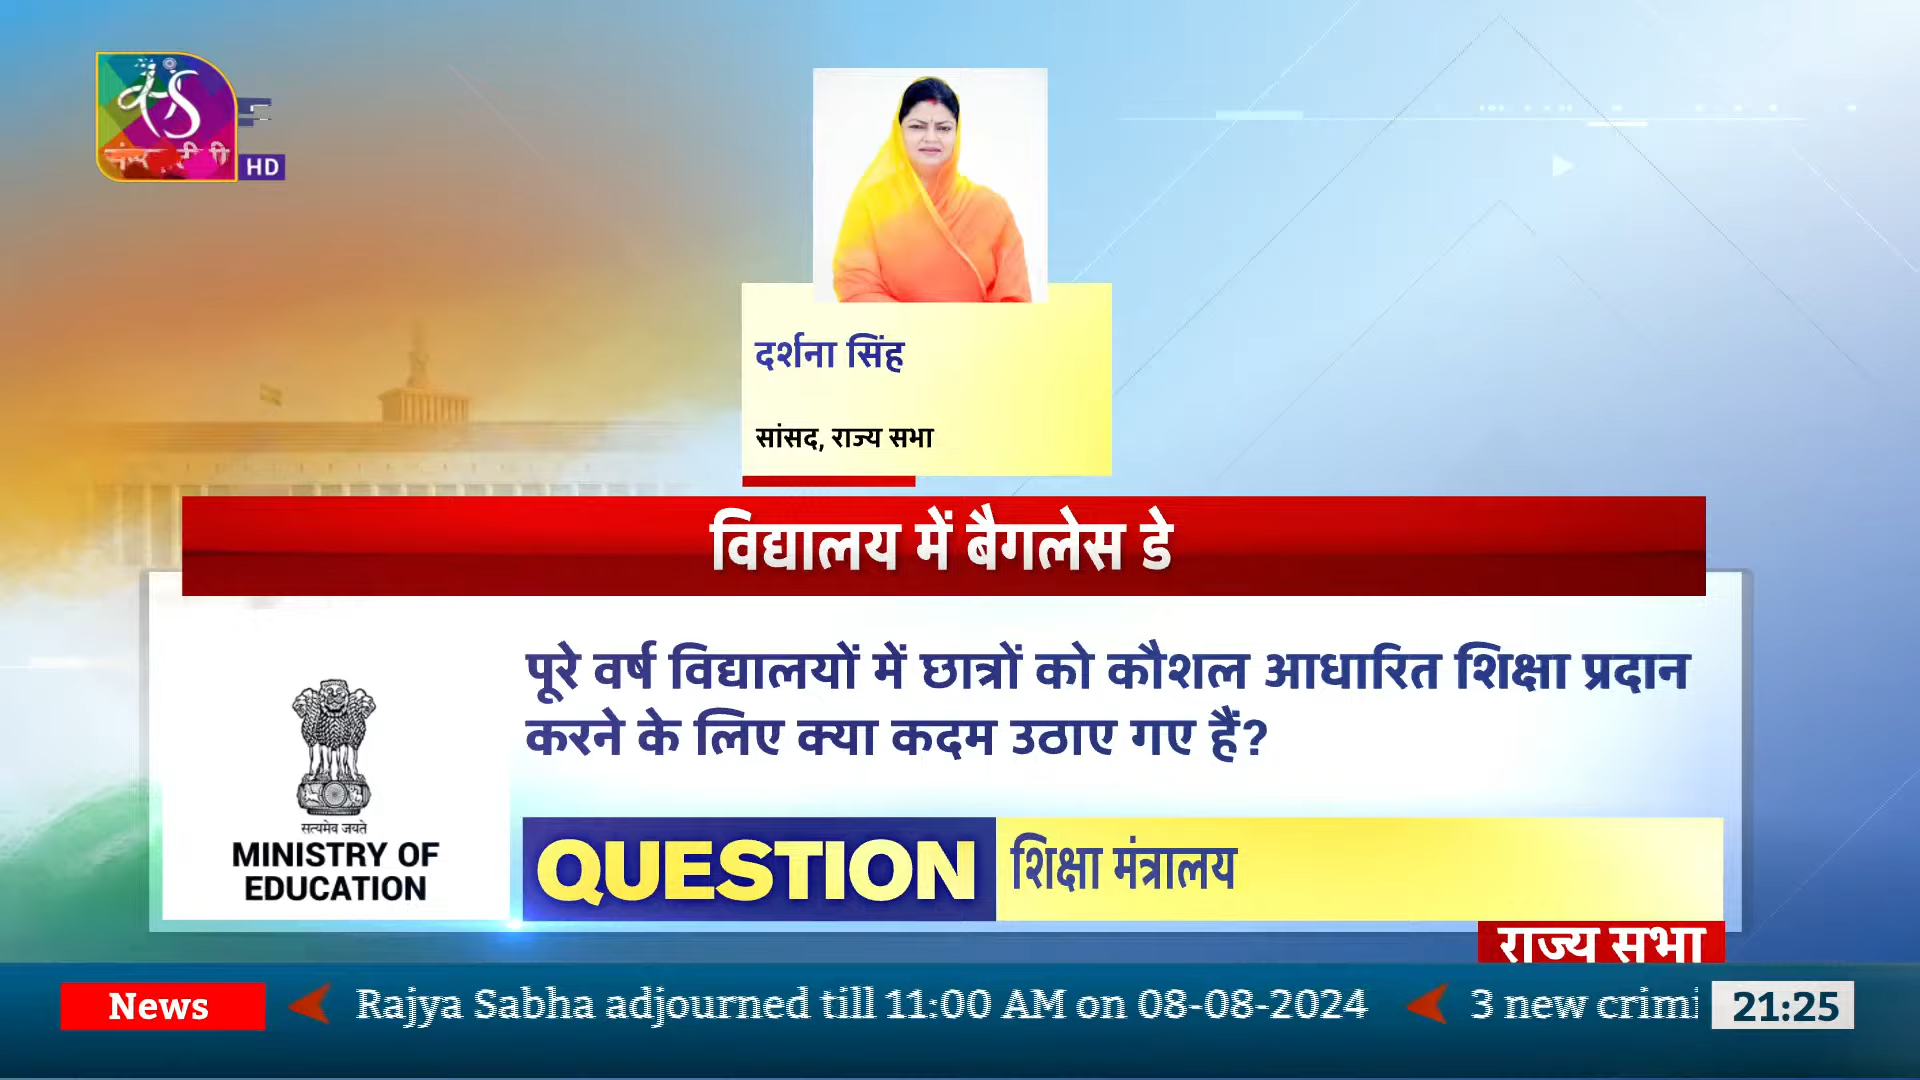 HD
दर्शना सिंह
सांसद, राज्य सभा
विद्यालय में बैगलेस डे
पूरे वर्ष विद्यालयों में छात्रों को कौशल आधारित शिक्षा प्रदान
करने के लिए क्या कदम उठाए गए हैं?
सत्यमेव जयते
MINISTRY OF
EDUCATION
QUESTION शिक्षा मंत्रालय
राज्य सभा
News Rajya Sabha adjourned till 11:00 AM on 08-08-2024 3 new crimi 21:25